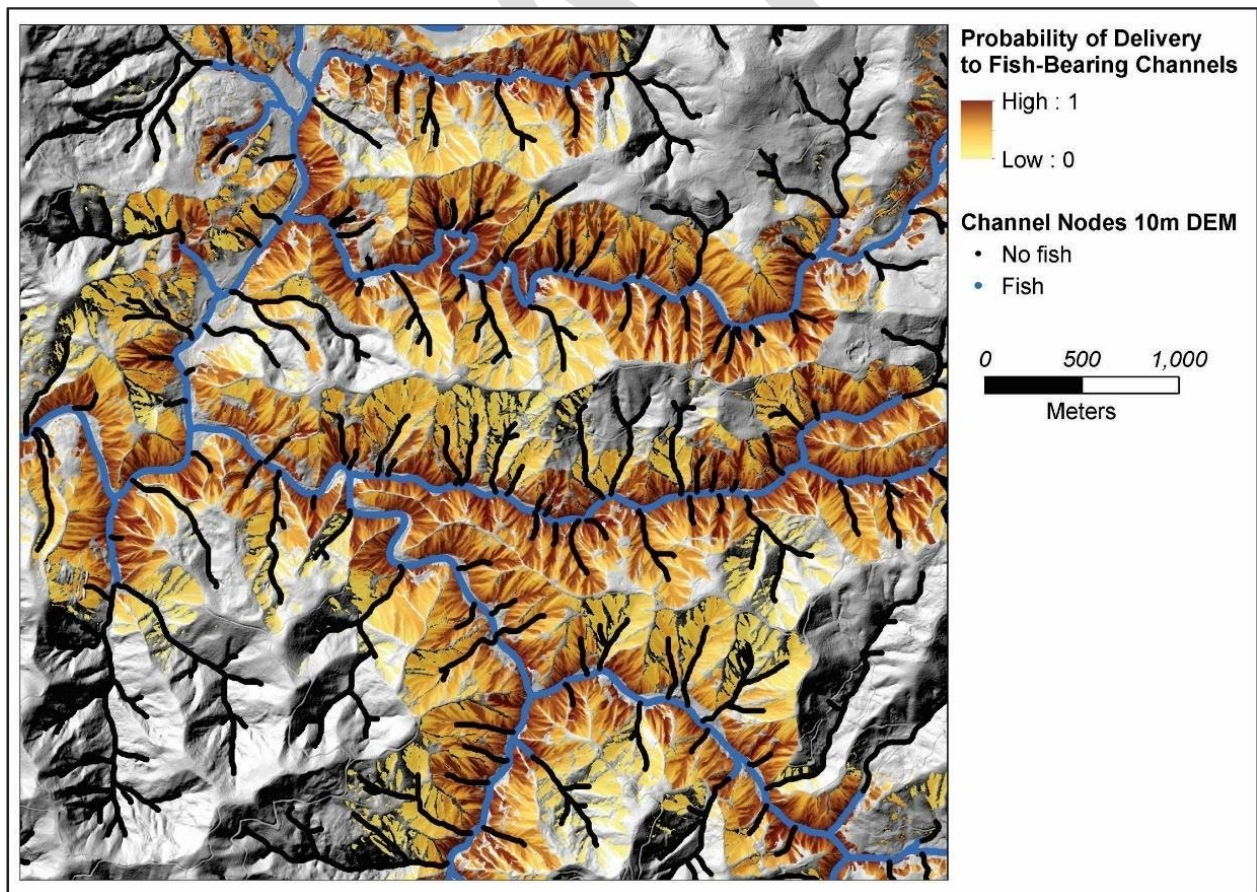 Probability of Delivery
to Fish-Bearing Channels
High : 1
Low : 0
Channel Nodes 10m DEM
No fish
Fish
0 500 1,000
Meters